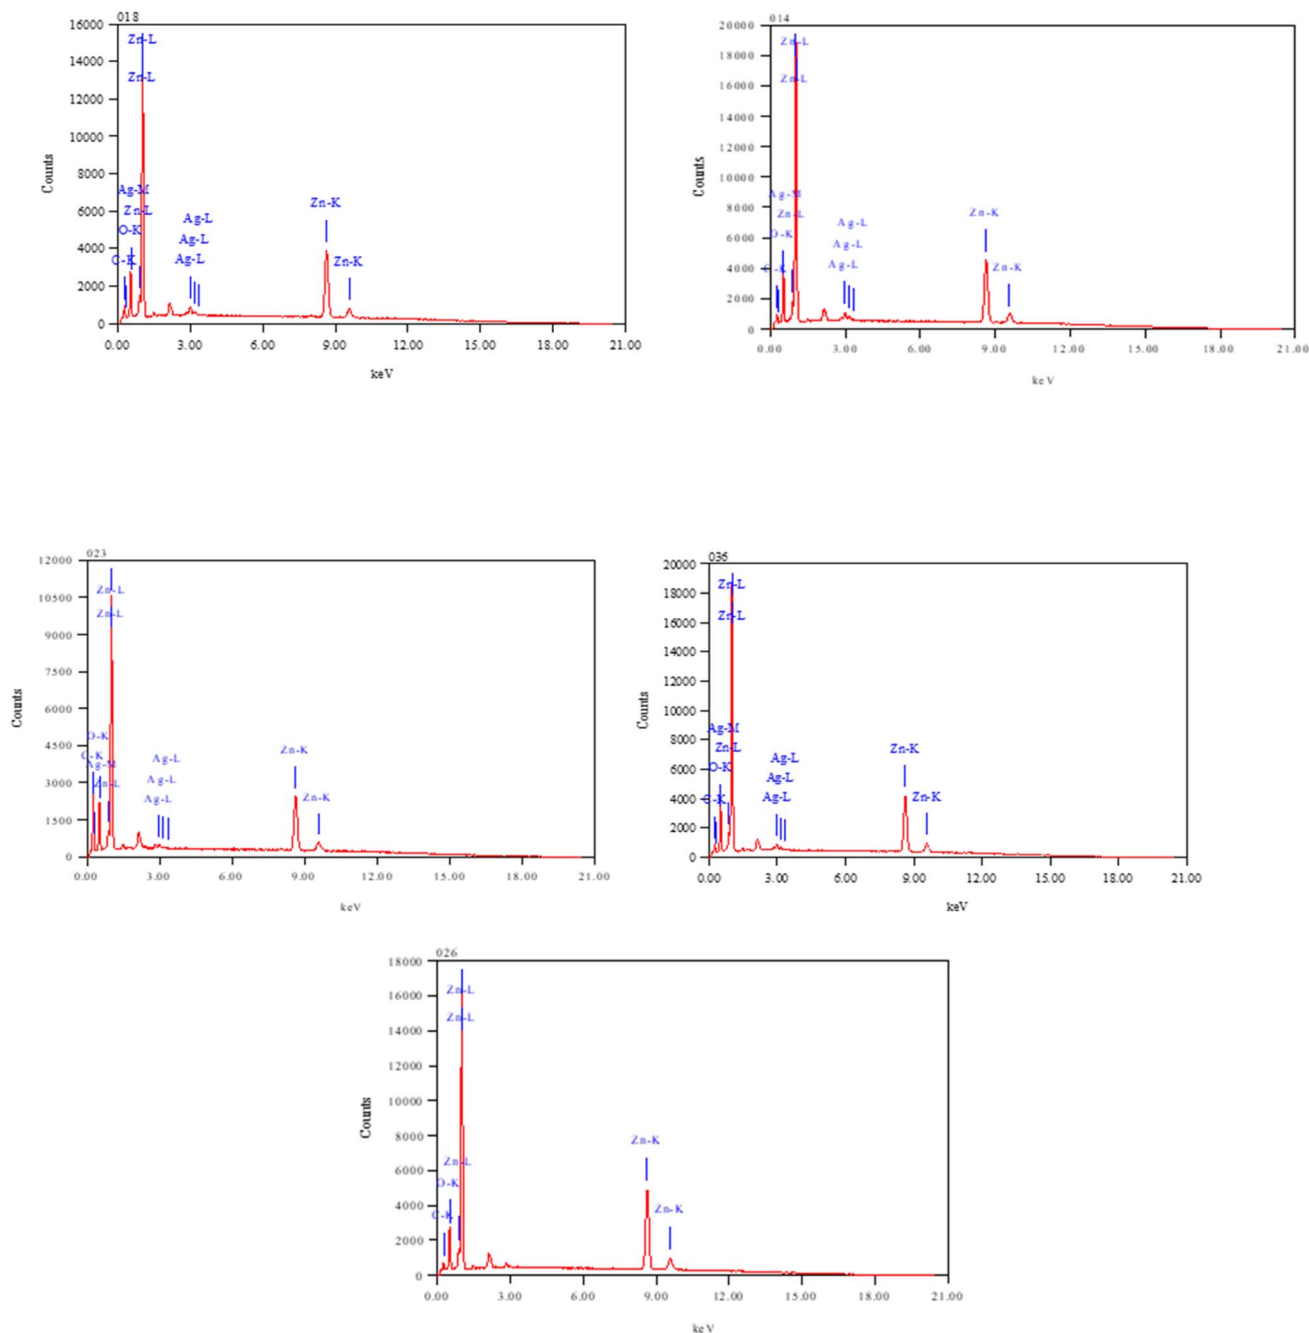 018
16000
14000
12000
10000
8000
6000
4000
2000
0
Counts
Zn-L
Zn-L
Ag-M
Zn-L
O-K
C-K
Ag-L
Ag-L
Ag-L
Zn-K
Zn-K
0.00 3.00 6.00 9.00 12.00 15.00 18.00 21.00
keV
014
20000
18000
16000
14000
12000
10000
8000
6000
4000
2000
0
Counts
Zn-L
Zn-L
Ag-M
Zn-L
O-K
C-K
Ag-L
Ag-L
Ag-L
Zn-K
Zn-K
0.00 3.00 6.00 9.00 12.00 15.00 18.00 21.00
keV
023
12000
10500
9000
7500
6000
4500
3000
1500
0
Counts
Zn-L
Zn-L
O-K
C-K
Ag-M
Zn-L
Ag-L
Ag-L
Ag-L
Zn-K
Zn-K
0.00 3.00 6.00 9.00 12.00 15.00 18.00 21.00
keV
036
20000
18000
16000
14000
12000
10000
8000
6000
4000
2000
0
Counts
Zn-L
Zn-L
Ag-M
Zn-L
O-K
C-K
Ag-L
Ag-L
Ag-L
Zn-K
Zn-K
0.00 3.00 6.00 9.00 12.00 15.00 18.00 21.00
keV
026
18000
16000
14000
12000
10000
8000
6000
4000
2000
0
Counts
Zn-L
Zn-L
Zn-L
O-K
C-K
Zn-K
Zn-K
0.00 3.00 6.00 9.00 12.00 15.00 18.00 21.00
keV